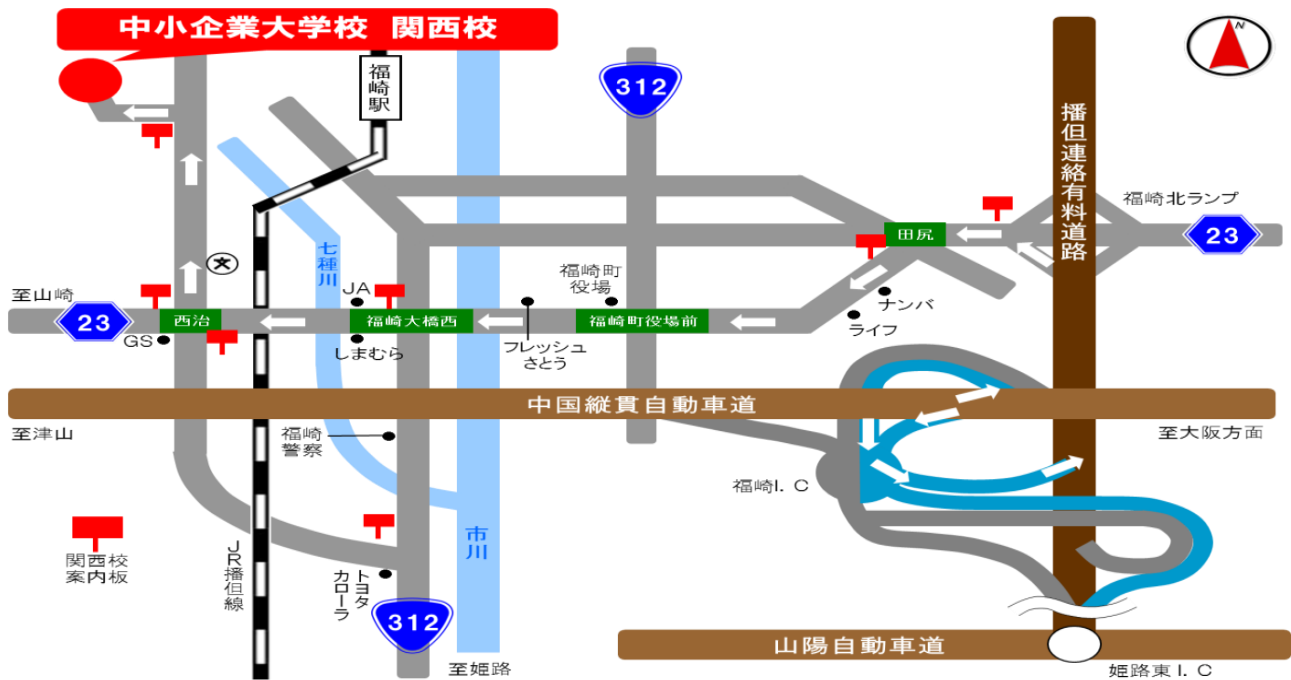 中小企業大学校 関西校
N
福崎駅
312
播但連絡有料道路
福崎北ランプ
23
田尻
七種川
福崎町
役場
JA
ナンバ
至山崎
23
西治
福崎大橋西
福崎町役場前
ライフ
GS
しまむら
フレッシュ
さとう
中国縦貫自動車道
至津山
福崎
警察
至大阪方面
福崎I.C
市川
関西校
案内板
JR播但線
トヨタ
カローラ
312
山陽自動車道
至姫路
姫路東I.C